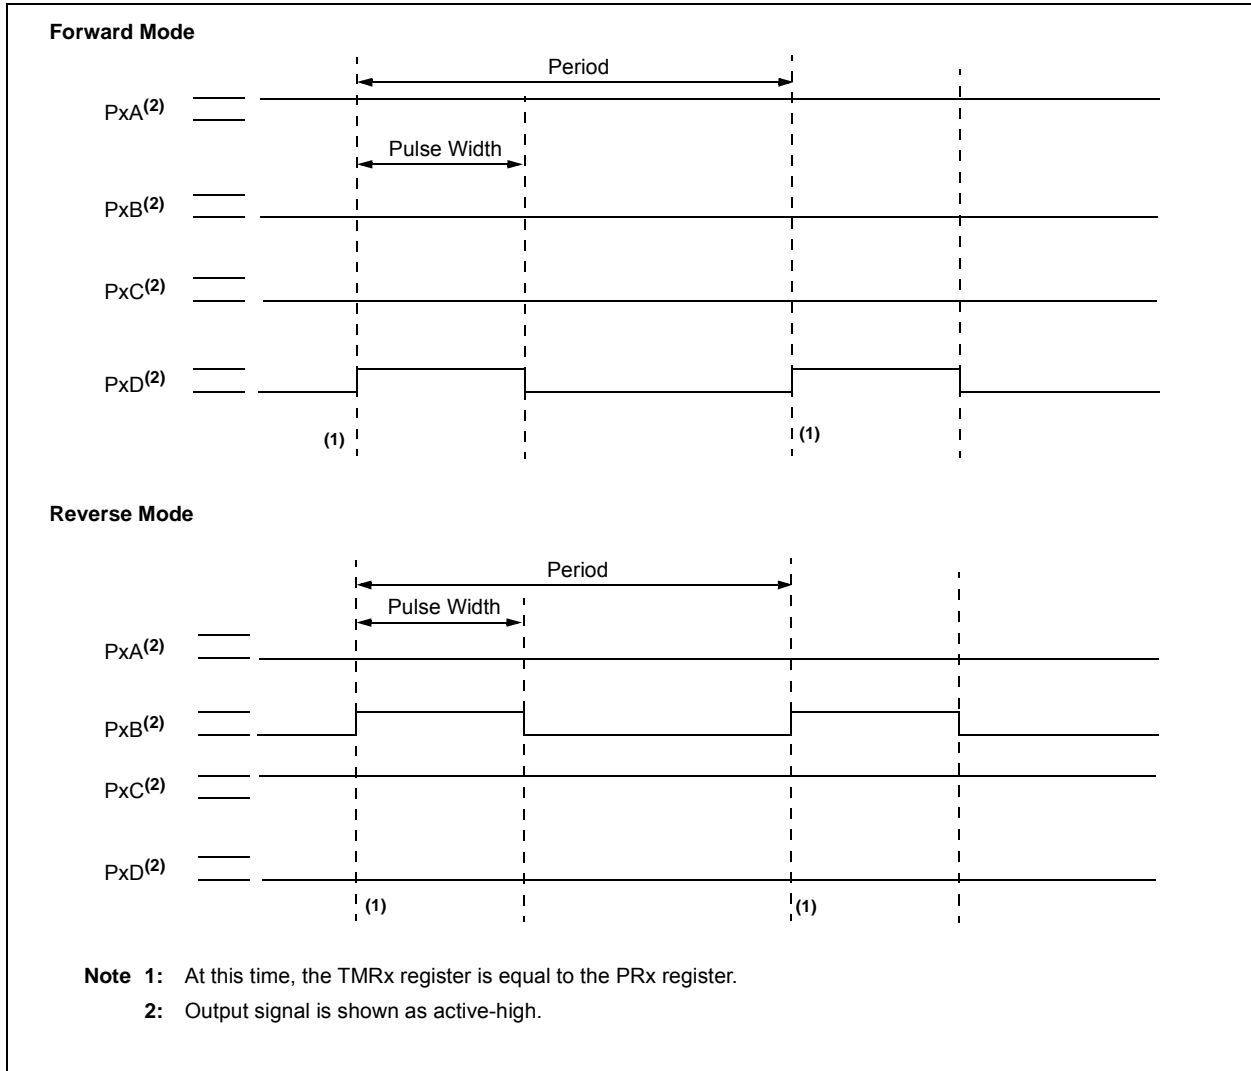 Forward Mode
Period
PxA(2)
Pulse Width
PxB(2)
PxC(2)
PxD(2)
(1)
(1)
Reverse Mode
Period
Pulse Width
PxA(2)
PxB(2)
PxC(2)
PxD(2)
(1)
(1)
Note 1: At this time, the TMRx register is equal to the PRx register.
2: Output signal is shown as active-high.